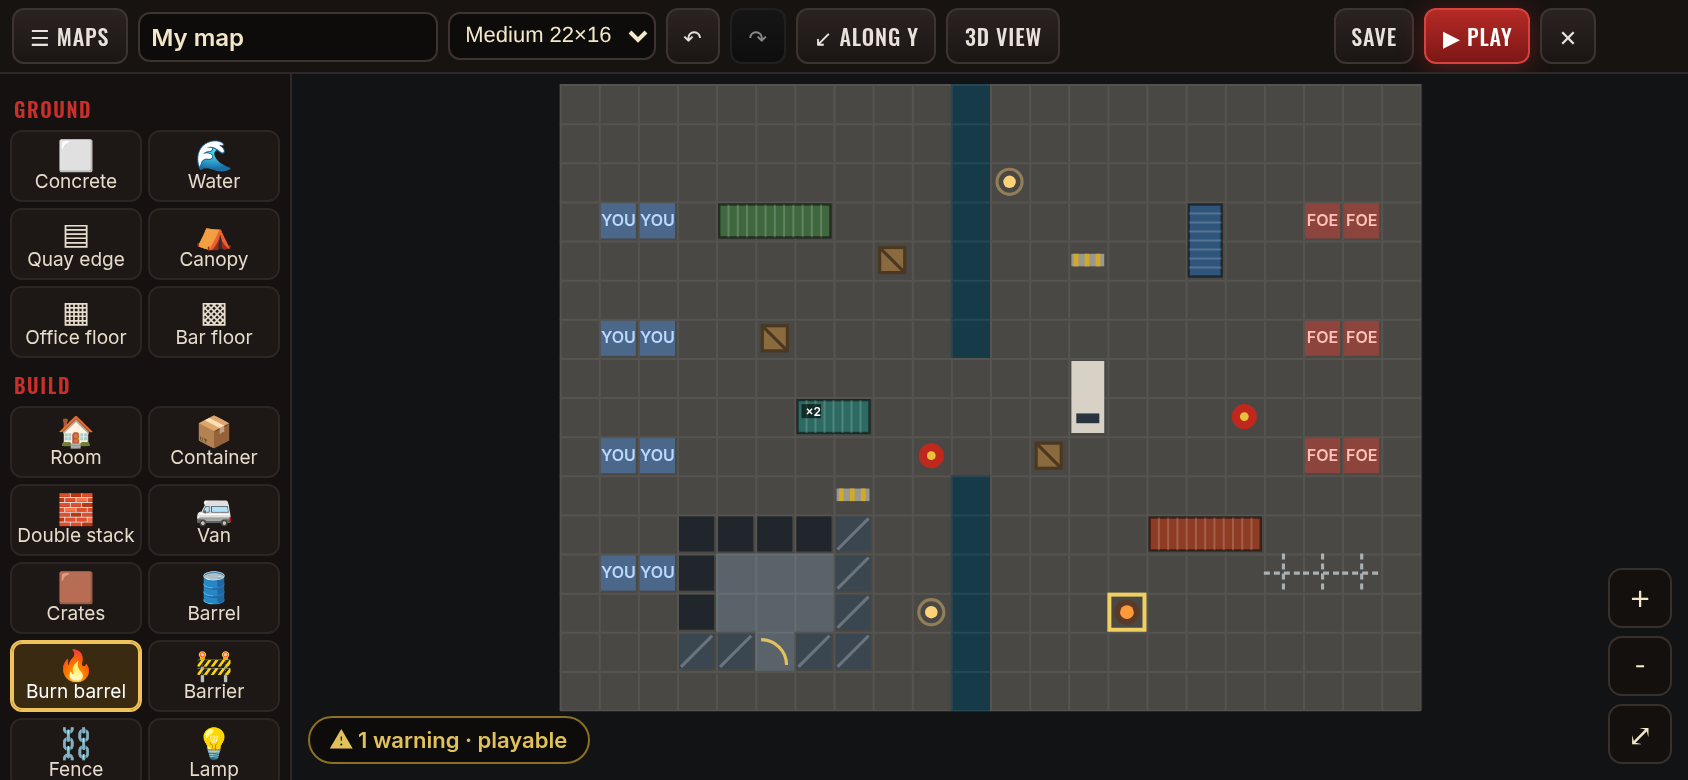 ☰ MAPS
My map
Medium 22×16
↙ ALONG Y
3D VIEW
SAVE
▶ PLAY
✕
GROUND
Concrete
Water
Quay edge
Canopy
Office floor
Bar floor
BUILD
Room
Container
Double stack
Van
Crates
Barrel
Burn barrel
Barrier
Fence
Lamp
YOU YOU
FOE FOE
YOU YOU
FOE FOE
×2
YOU YOU
FOE FOE
YOU YOU
⚠ 1 warning · playable
+
-